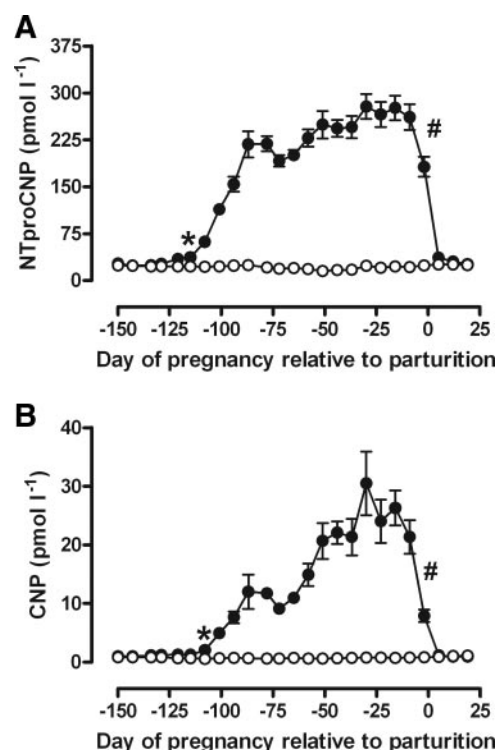 A
NTproCNP (pmol l⁻¹)
375
300
225
150
75
0
*
#
-150 -125 -100 -75 -50 -25 0 25
Day of pregnancy relative to parturition
B
CNP (pmol l⁻¹)
40
30
20
10
0
*
#
-150 -125 -100 -75 -50 -25 0 25
Day of pregnancy relative to parturition